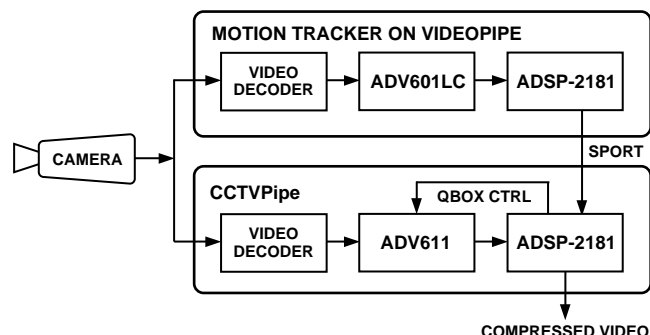 MOTION TRACKER ON VIDEOPIPE
VIDEO
DECODER
ADV601LC
ADSP-2181
CAMERA
SPORT
CCTVPipe
QBOX CTRL
VIDEO
DECODER
ADV611
ADSP-2181
COMPRESSED VIDEO